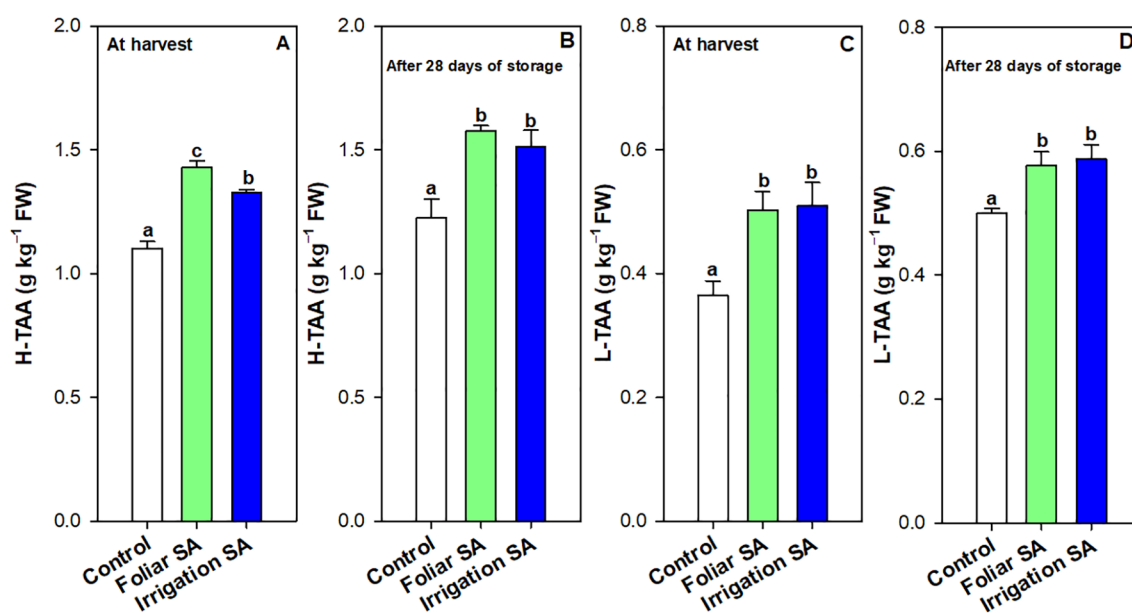 At harvest A
H-TAA (g kg⁻¹ FW)
2.0
1.5
1.0
0.5
0.0
a
c
b
Control
Foliar SA
Irrigation SA
B
After 28 days of storage
H-TAA (g kg⁻¹ FW)
2.0
1.5
1.0
0.5
0.0
a
b
b
Control
Foliar SA
Irrigation SA
At harvest C
L-TAA (g kg⁻¹ FW)
0.8
0.6
0.4
0.2
0.0
a
b
b
Control
Foliar SA
Irrigation SA
D
After 28 days of storage
L-TAA (g kg⁻¹ FW)
0.8
0.6
0.4
0.2
0.0
a
b
b
Control
Foliar SA
Irrigation SA